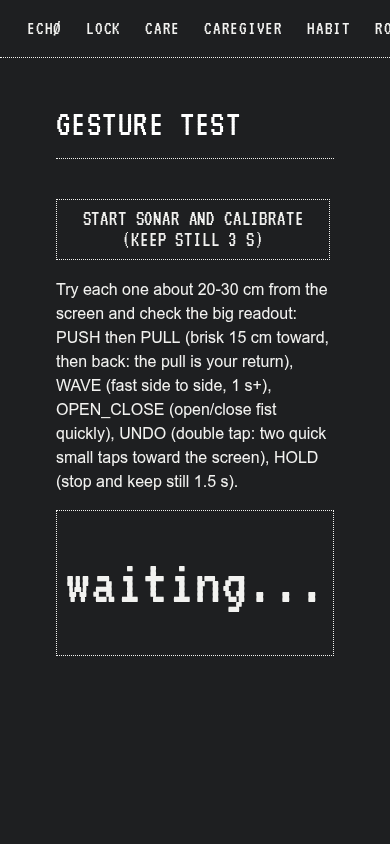 ECHØ LOCK CARE CAREGIVER HABIT
GESTURE TEST
START SONAR AND CALIBRATE
(KEEP STILL 3 S)
Try each one about 20-30 cm from the
screen and check the big readout:
PUSH then PULL (brisk 15 cm toward,
then back: the pull is your return),
WAVE (fast side to side, 1 s+),
OPEN_CLOSE (open/close fist
quickly), UNDO (double tap: two quick
small taps toward the screen), HOLD
(stop and keep still 1.5 s).
waiting...